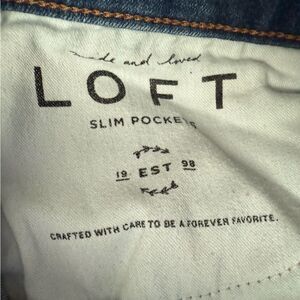 and loved
LOFT
SLIM POCKETS
19 EST 98
CRAFTED WITH CARE TO BE A FOREVER FAVORITE.